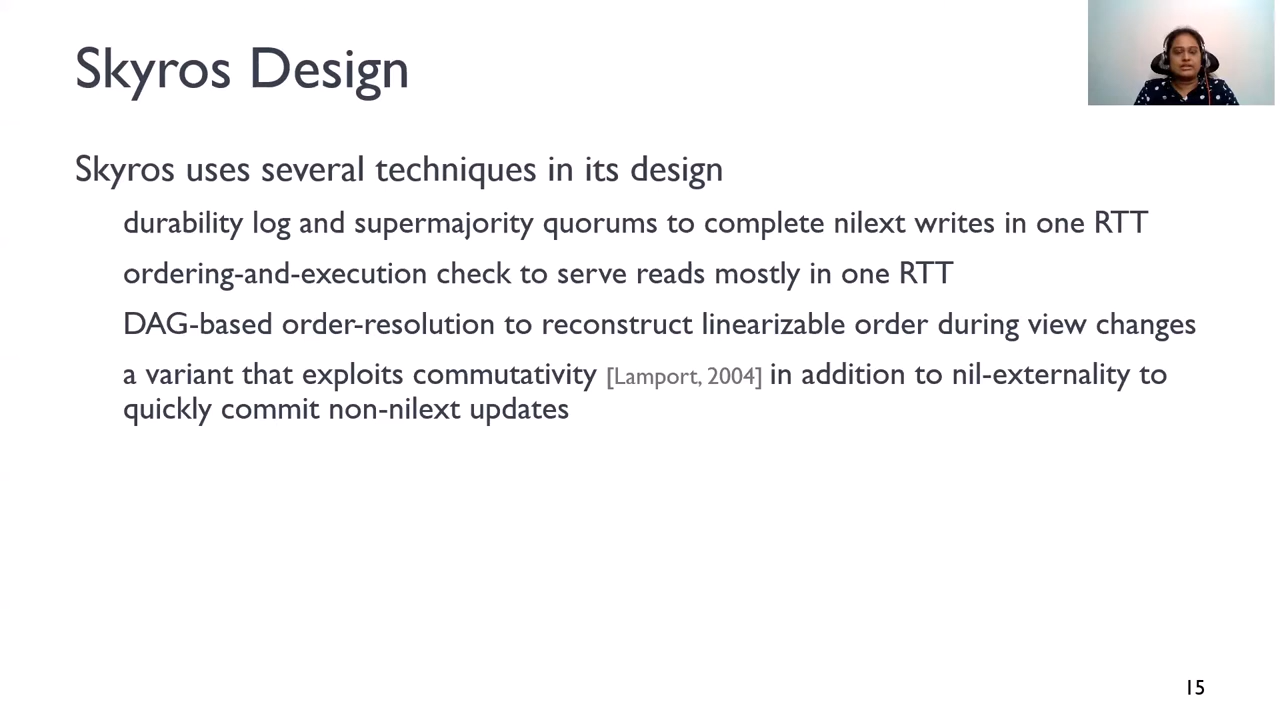 Skyros Design
Skyros uses several techniques in its design
durability log and supermajority quorums to complete nilext writes in one RTT
ordering-and-execution check to serve reads mostly in one RTT
DAG-based order-resolution to reconstruct linearizable order during view changes
a variant that exploits commutativity [Lamport, 2004] in addition to nil-externality to
quickly commit non-nilext updates
15